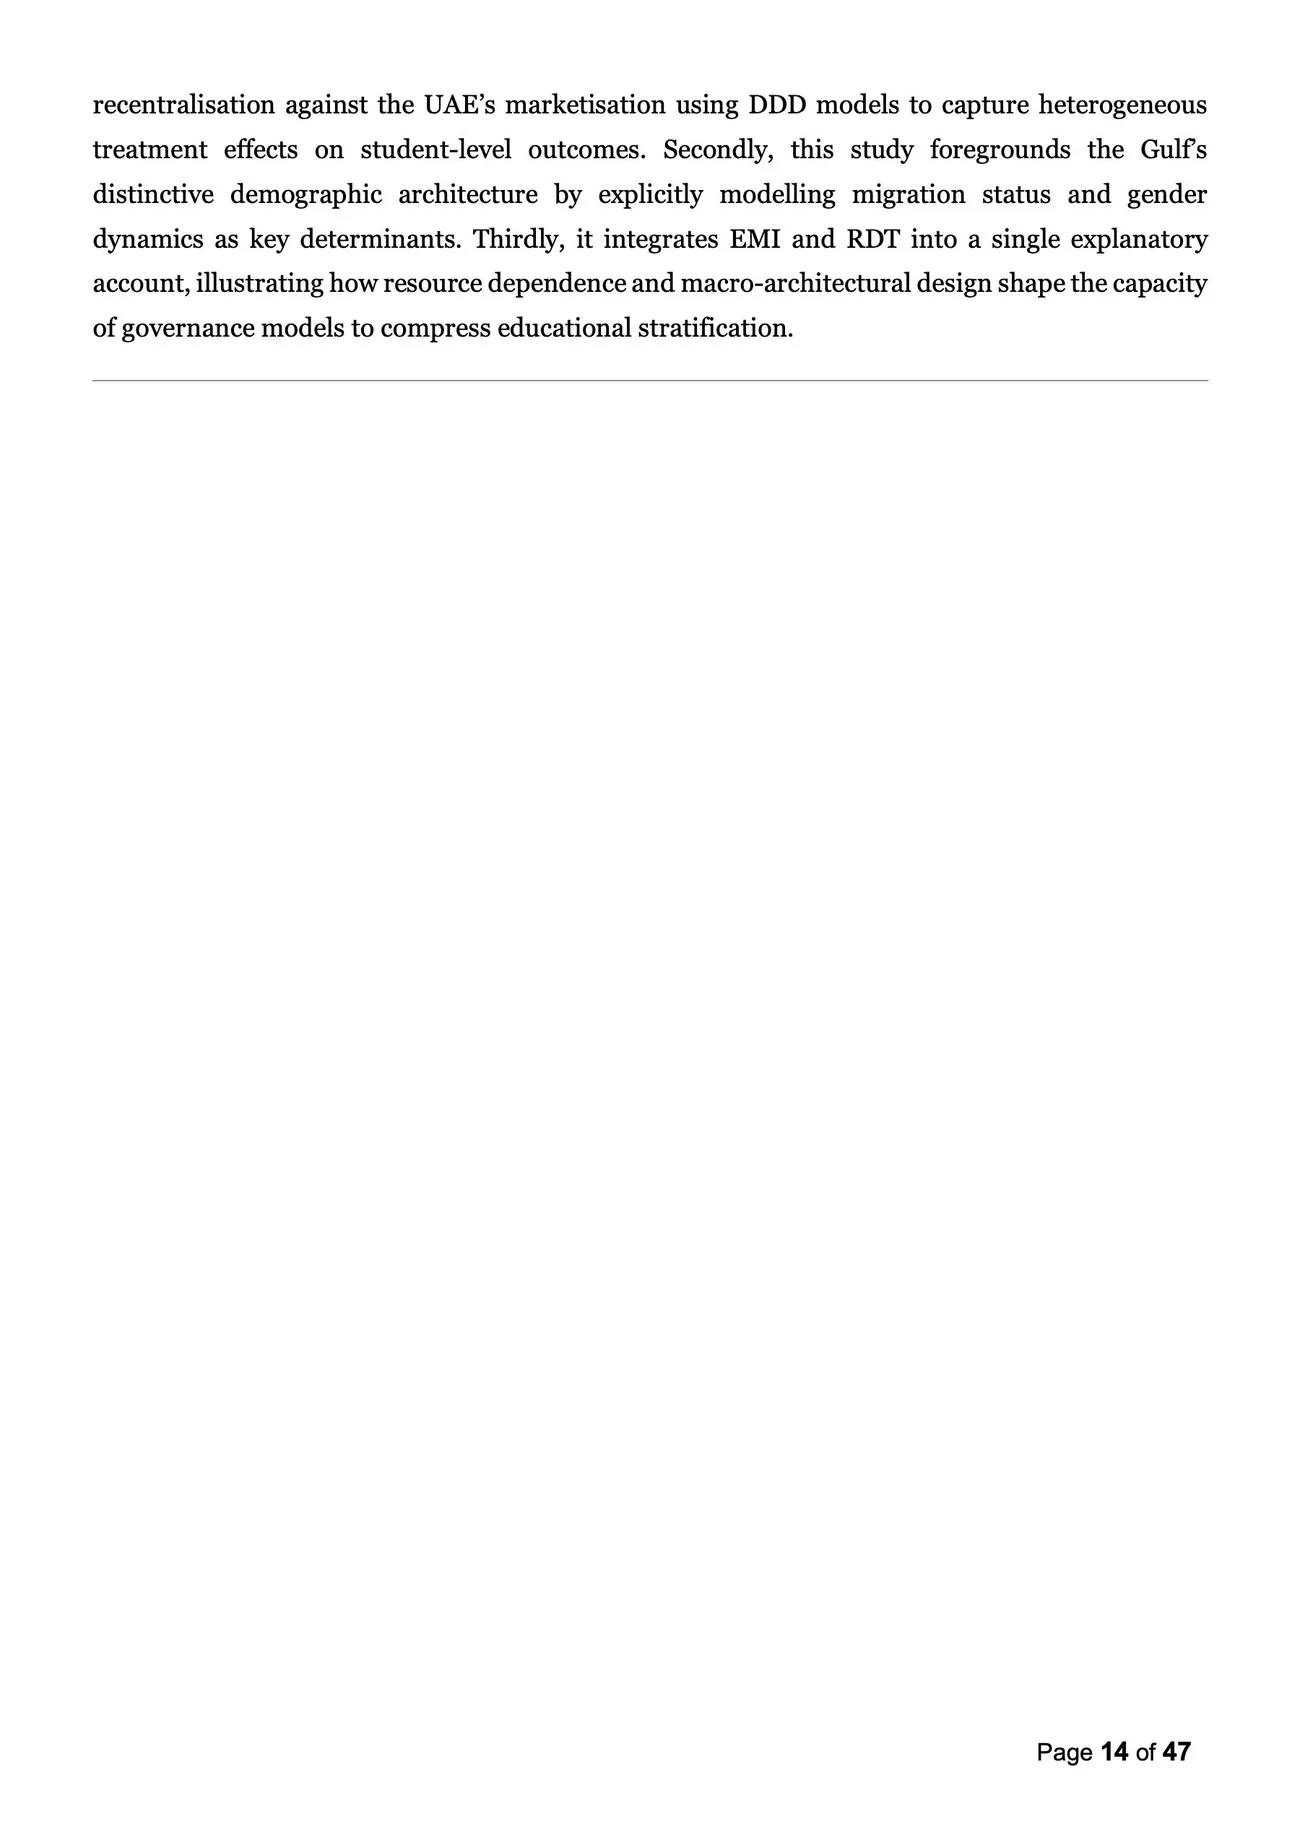 recentralisation against the UAE’s marketisation using DDD models to capture heterogeneous
treatment effects on student-level outcomes. Secondly, this study foregrounds the Gulf’s
distinctive demographic architecture by explicitly modelling migration status and gender
dynamics as key determinants. Thirdly, it integrates EMI and RDT into a single explanatory
account, illustrating how resource dependence and macro-architectural design shape the capacity
of governance models to compress educational stratification.
Page 14 of 47